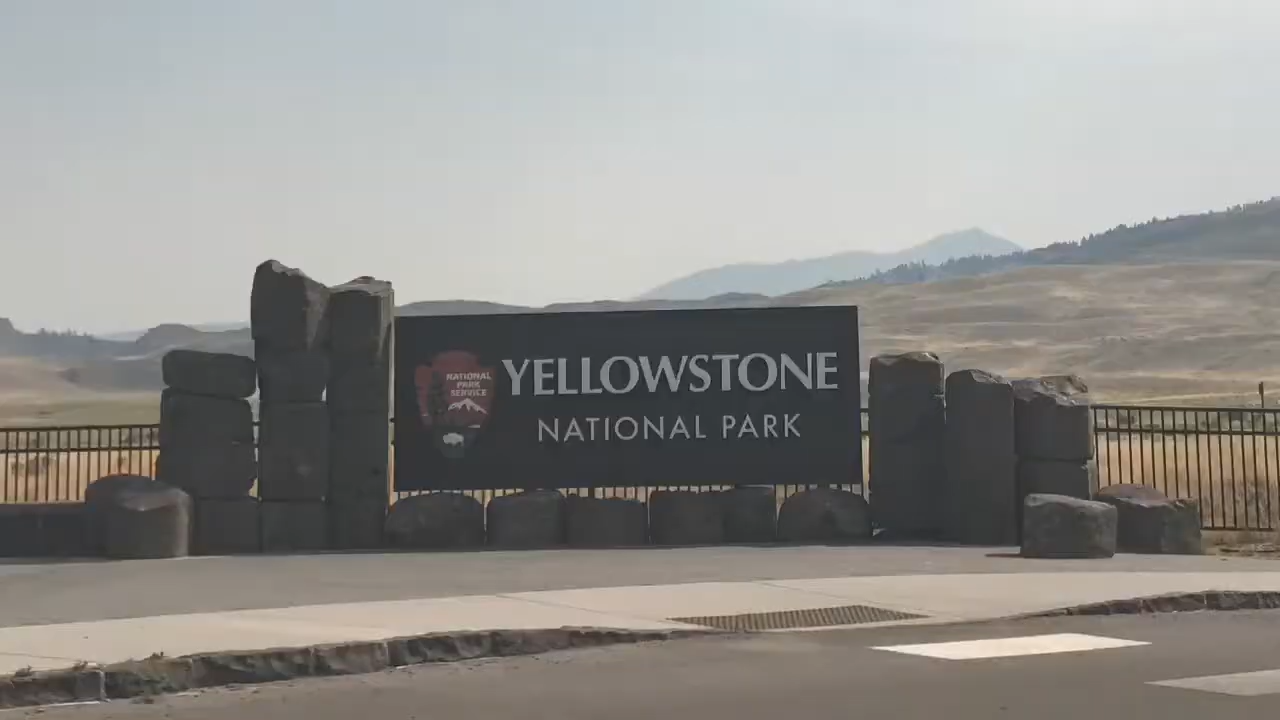 NATIONAL
PARK
SERVICE
YELLOWSTONE
NATIONAL PARK